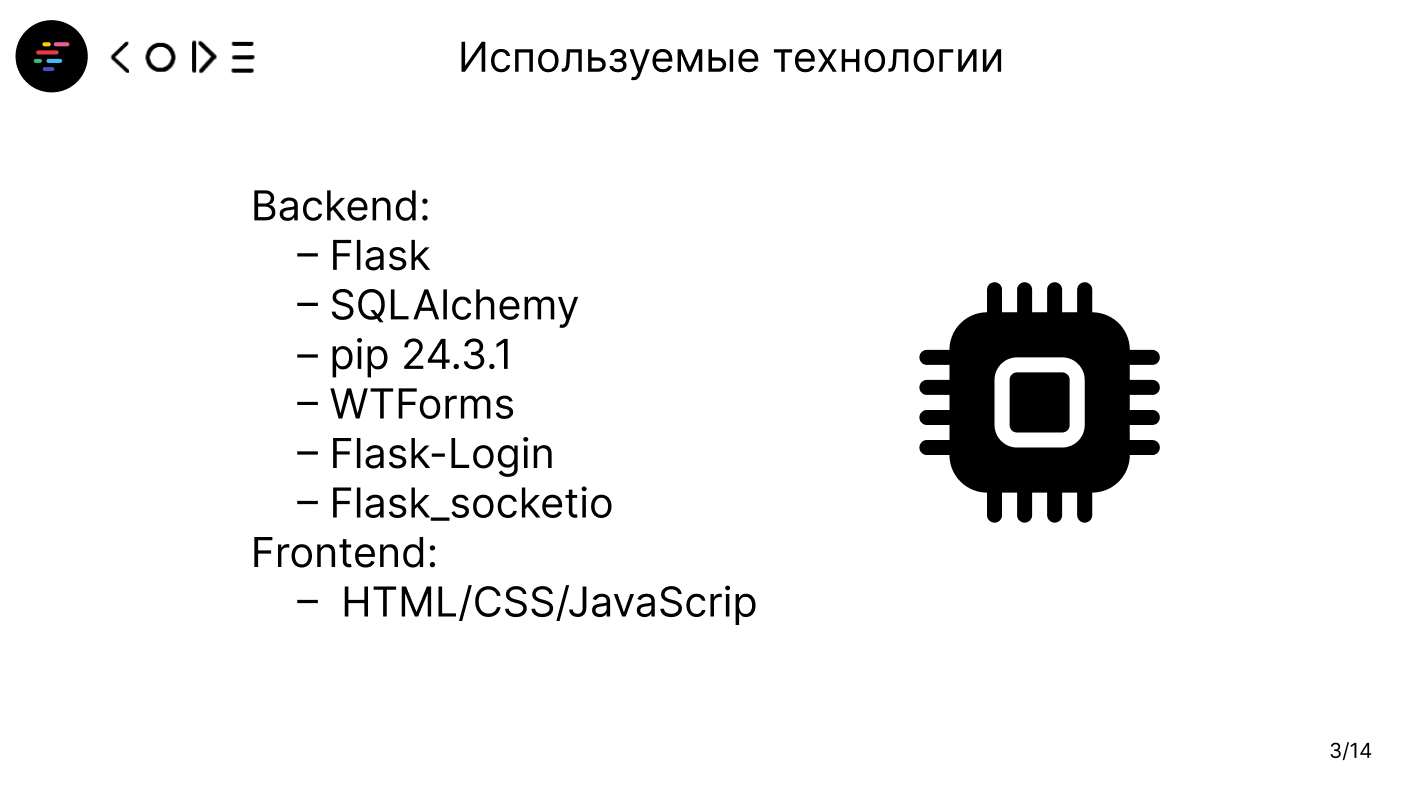 Используемые технологии
Backend:
– Flask
– SQLAlchemy
– pip 24.3.1
– WTForms
– Flask-Login
– Flask_socketio
Frontend:
– HTML/CSS/JavaScrip
3/14